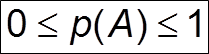 0 ≤ p(A) ≤ 1